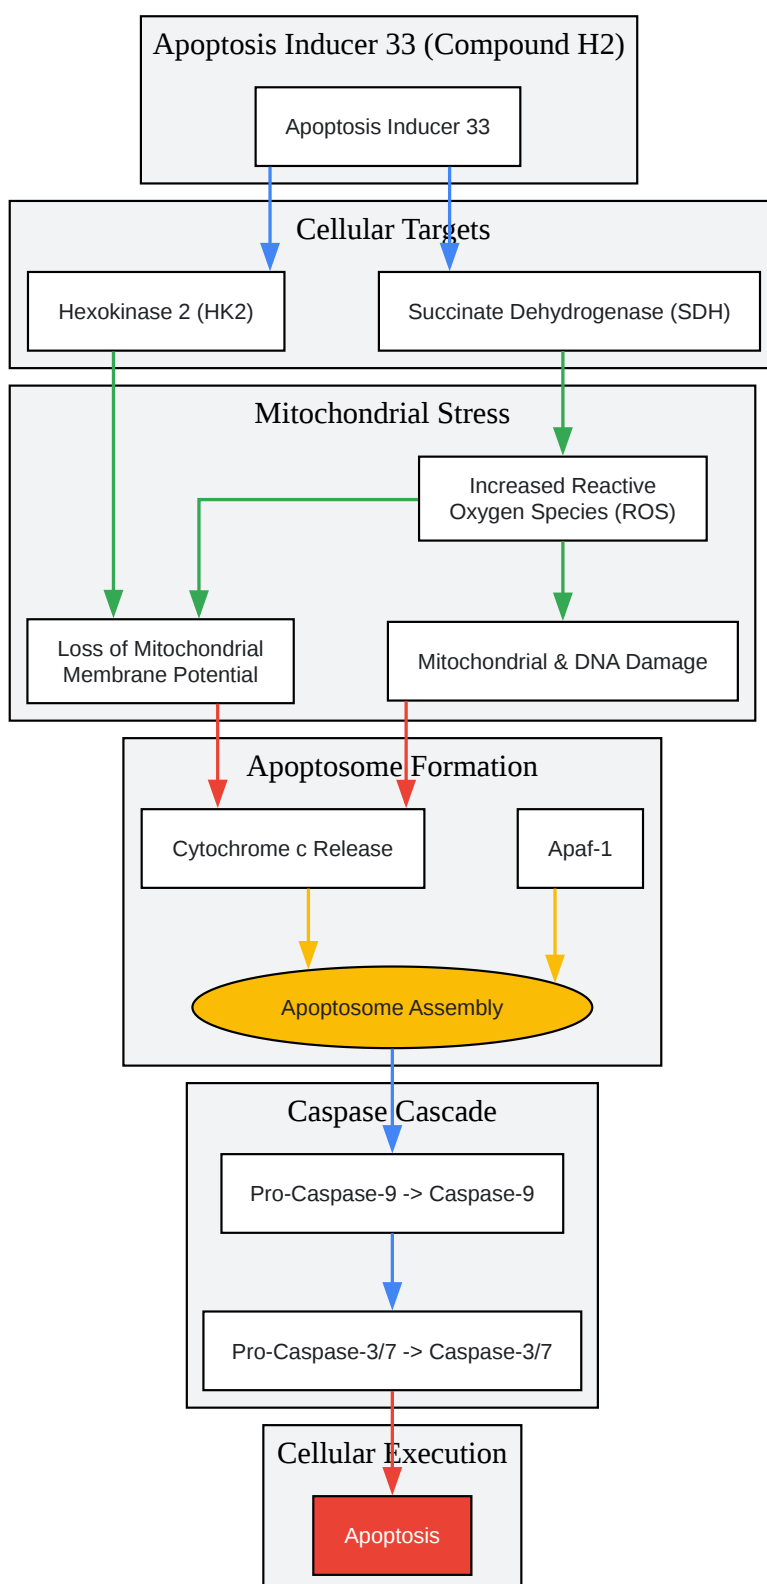 Apoptosis Inducer 33 (Compound H2)
Apoptosis Inducer 33
Cellular Targets
Hexokinase 2 (HK2)
Succinate Dehydrogenase (SDH)
Mitochondrial Stress
Increased Reactive
Oxygen Species (ROS)
Loss of Mitochondrial
Membrane Potential
Mitochondrial & DNA Damage
Apoptosome Formation
Cytochrome c Release
Apaf-1
Apoptosome Assembly
Caspase Cascade
Pro-Caspase-9 -> Caspase-9
Pro-Caspase-3/7 -> Caspase-3/7
Cellular Execution
Apoptosis